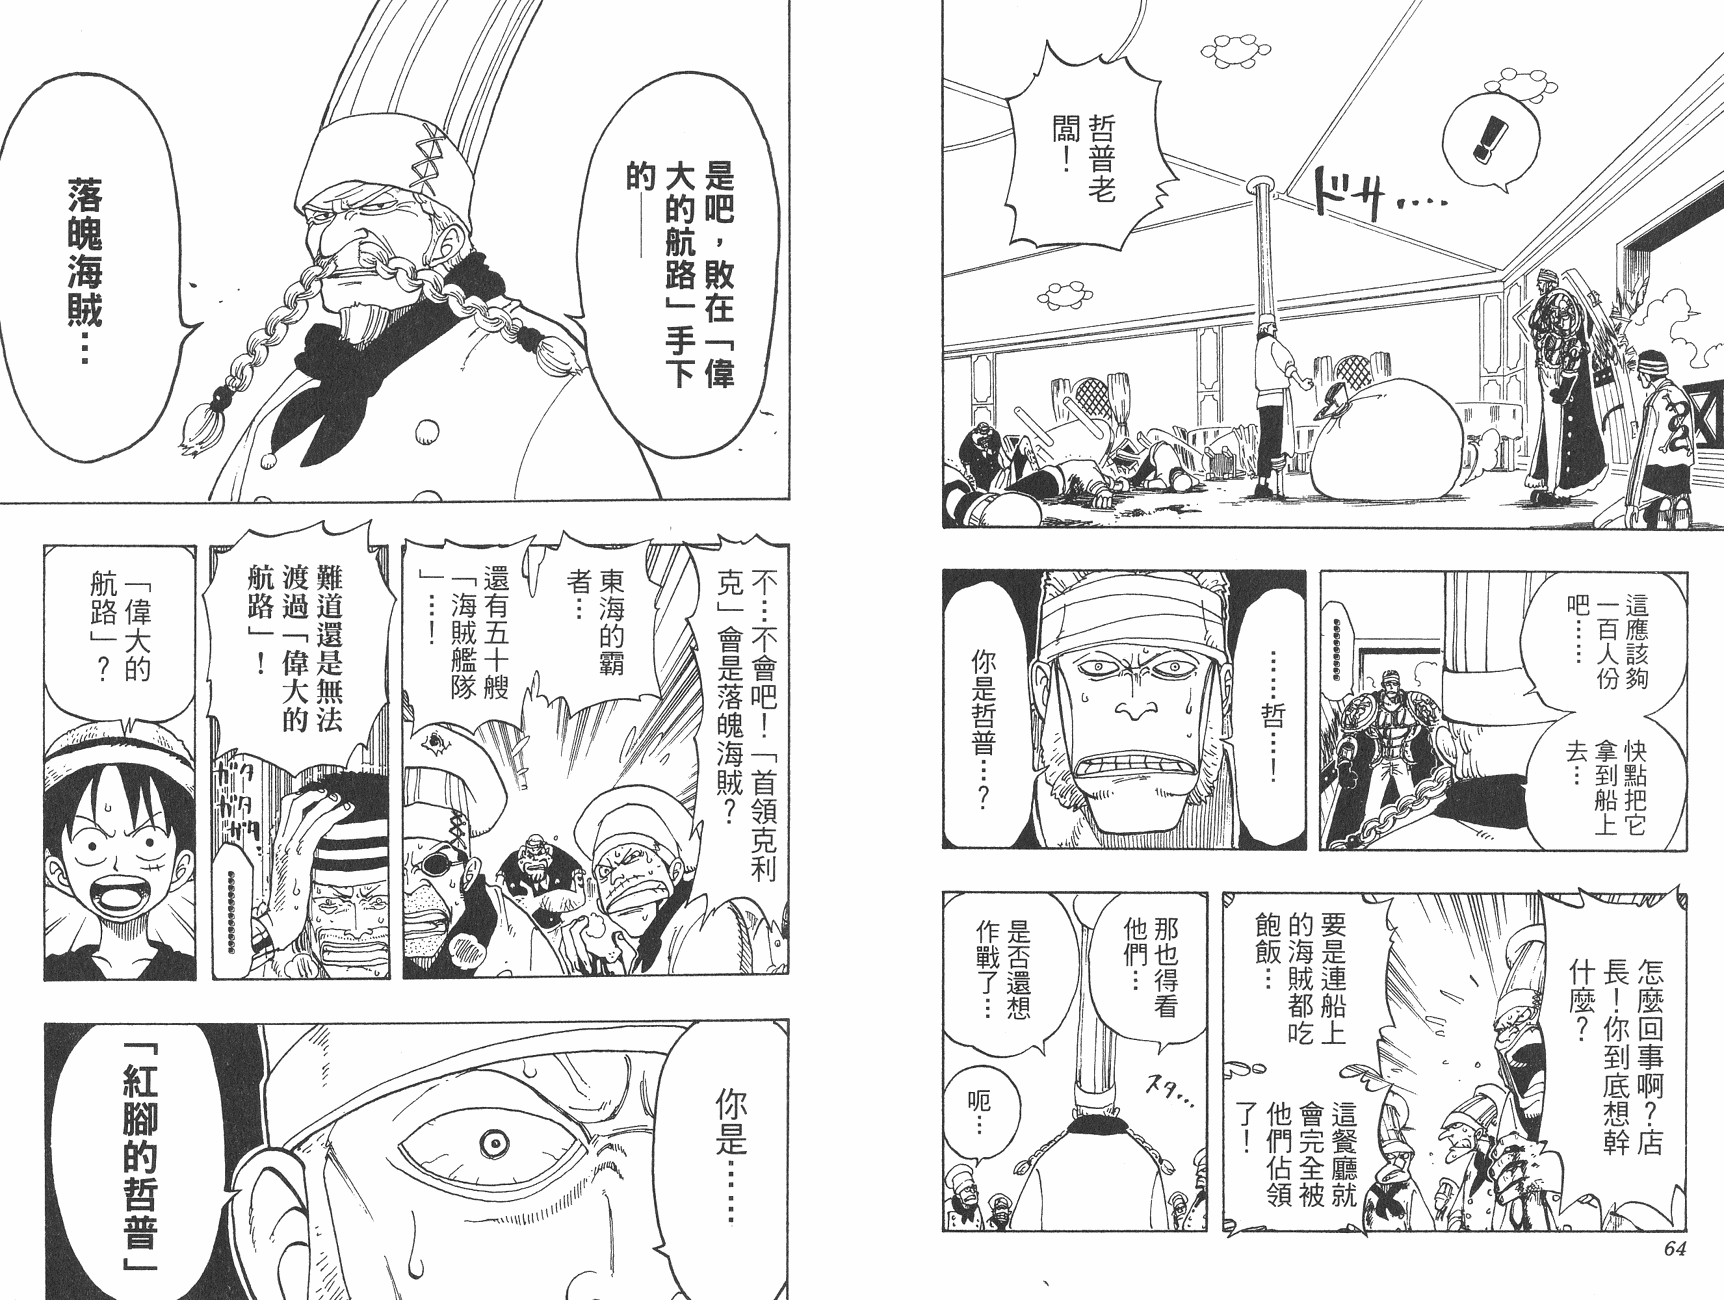 哲普老
闆！
！
ドサ‥‥
這應該夠
一百人份
吧……
快點把它
拿到船上
去…
……哲…！
你是哲普…？
怎麼回事啊？店
長！你到底想幹
什麼？
要是連船上
的海賊都吃
飽飯…
這餐廳就
會完全被
他們佔領
了！
那也得看
他們…
是否還想
作戰了…
スタ…
呃…
64
是吧，敗在「偉
大的航路」手下
的──
落魄海賊…
不…不會吧！「首領克利
克」會是落魄海賊？
東海的霸
者…
還有五十艘
「海賊艦隊
」…！
難道還是無法
渡過「偉大的
航路」！
ガタ
ガタ
ガタ
「偉大的
航路」？
你是……
「紅腳的哲普」